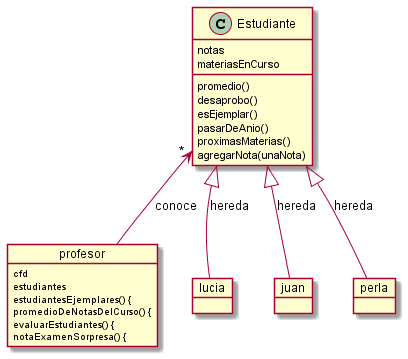 C Estudiante
notas
materiasEnCurso
promedio()
desaprobo()
esEjemplar()
pasarDeAnio()
proximasMaterias()
agregarNota(unaNota)
*
conoce
hereda
hereda
hereda
profesor
cfd
estudiantes
estudiantesEjemplares() {
promedioDeNotasDelCurso() {
evaluarEstudiantes() {
notaExamenSorpresa() {
lucia
juan
perla